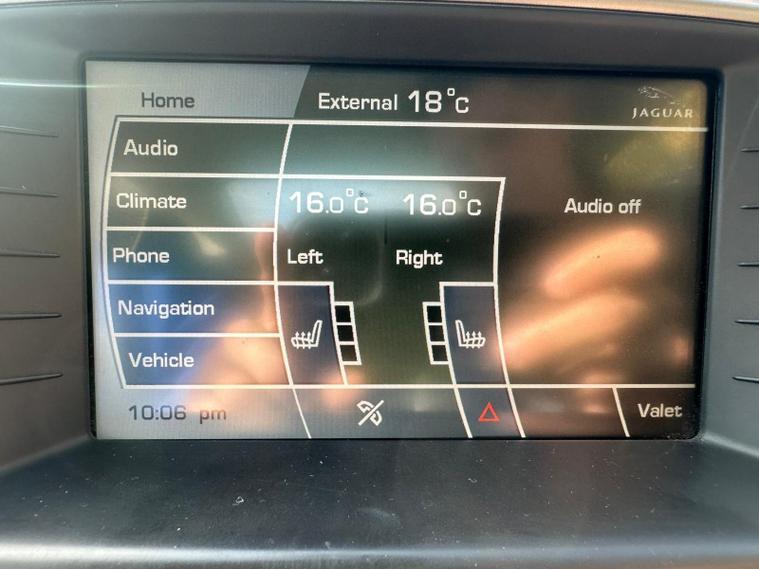 Home
External 18°C
JAGUAR
Audio
Climate
16.0°C
16.0°C
Audio off
Phone
Left
Right
Navigation
Vehicle
10:06 pm
Valet